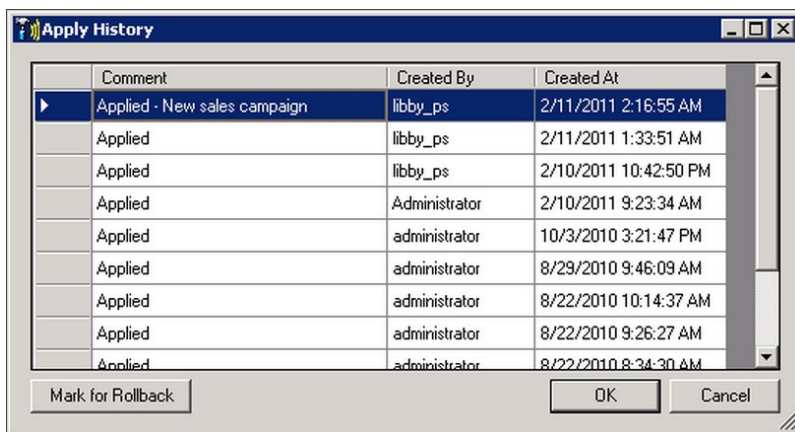 Apply History
Comment Created By Created At
Applied - New sales campaign libby_ps 2/11/2011 2:16:55 AM
Applied libby_ps 2/11/2011 1:33:51 AM
Applied libby_ps 2/10/2011 10:42:50 PM
Applied Administrator 2/10/2011 9:23:34 AM
Applied administrator 10/3/2010 3:21:47 PM
Applied administrator 8/29/2010 9:46:09 AM
Applied administrator 8/22/2010 10:14:37 AM
Applied administrator 8/22/2010 9:26:27 AM
Applied administrator 8/22/2010 8:34:30 AM
Mark for Rollback OK Cancel